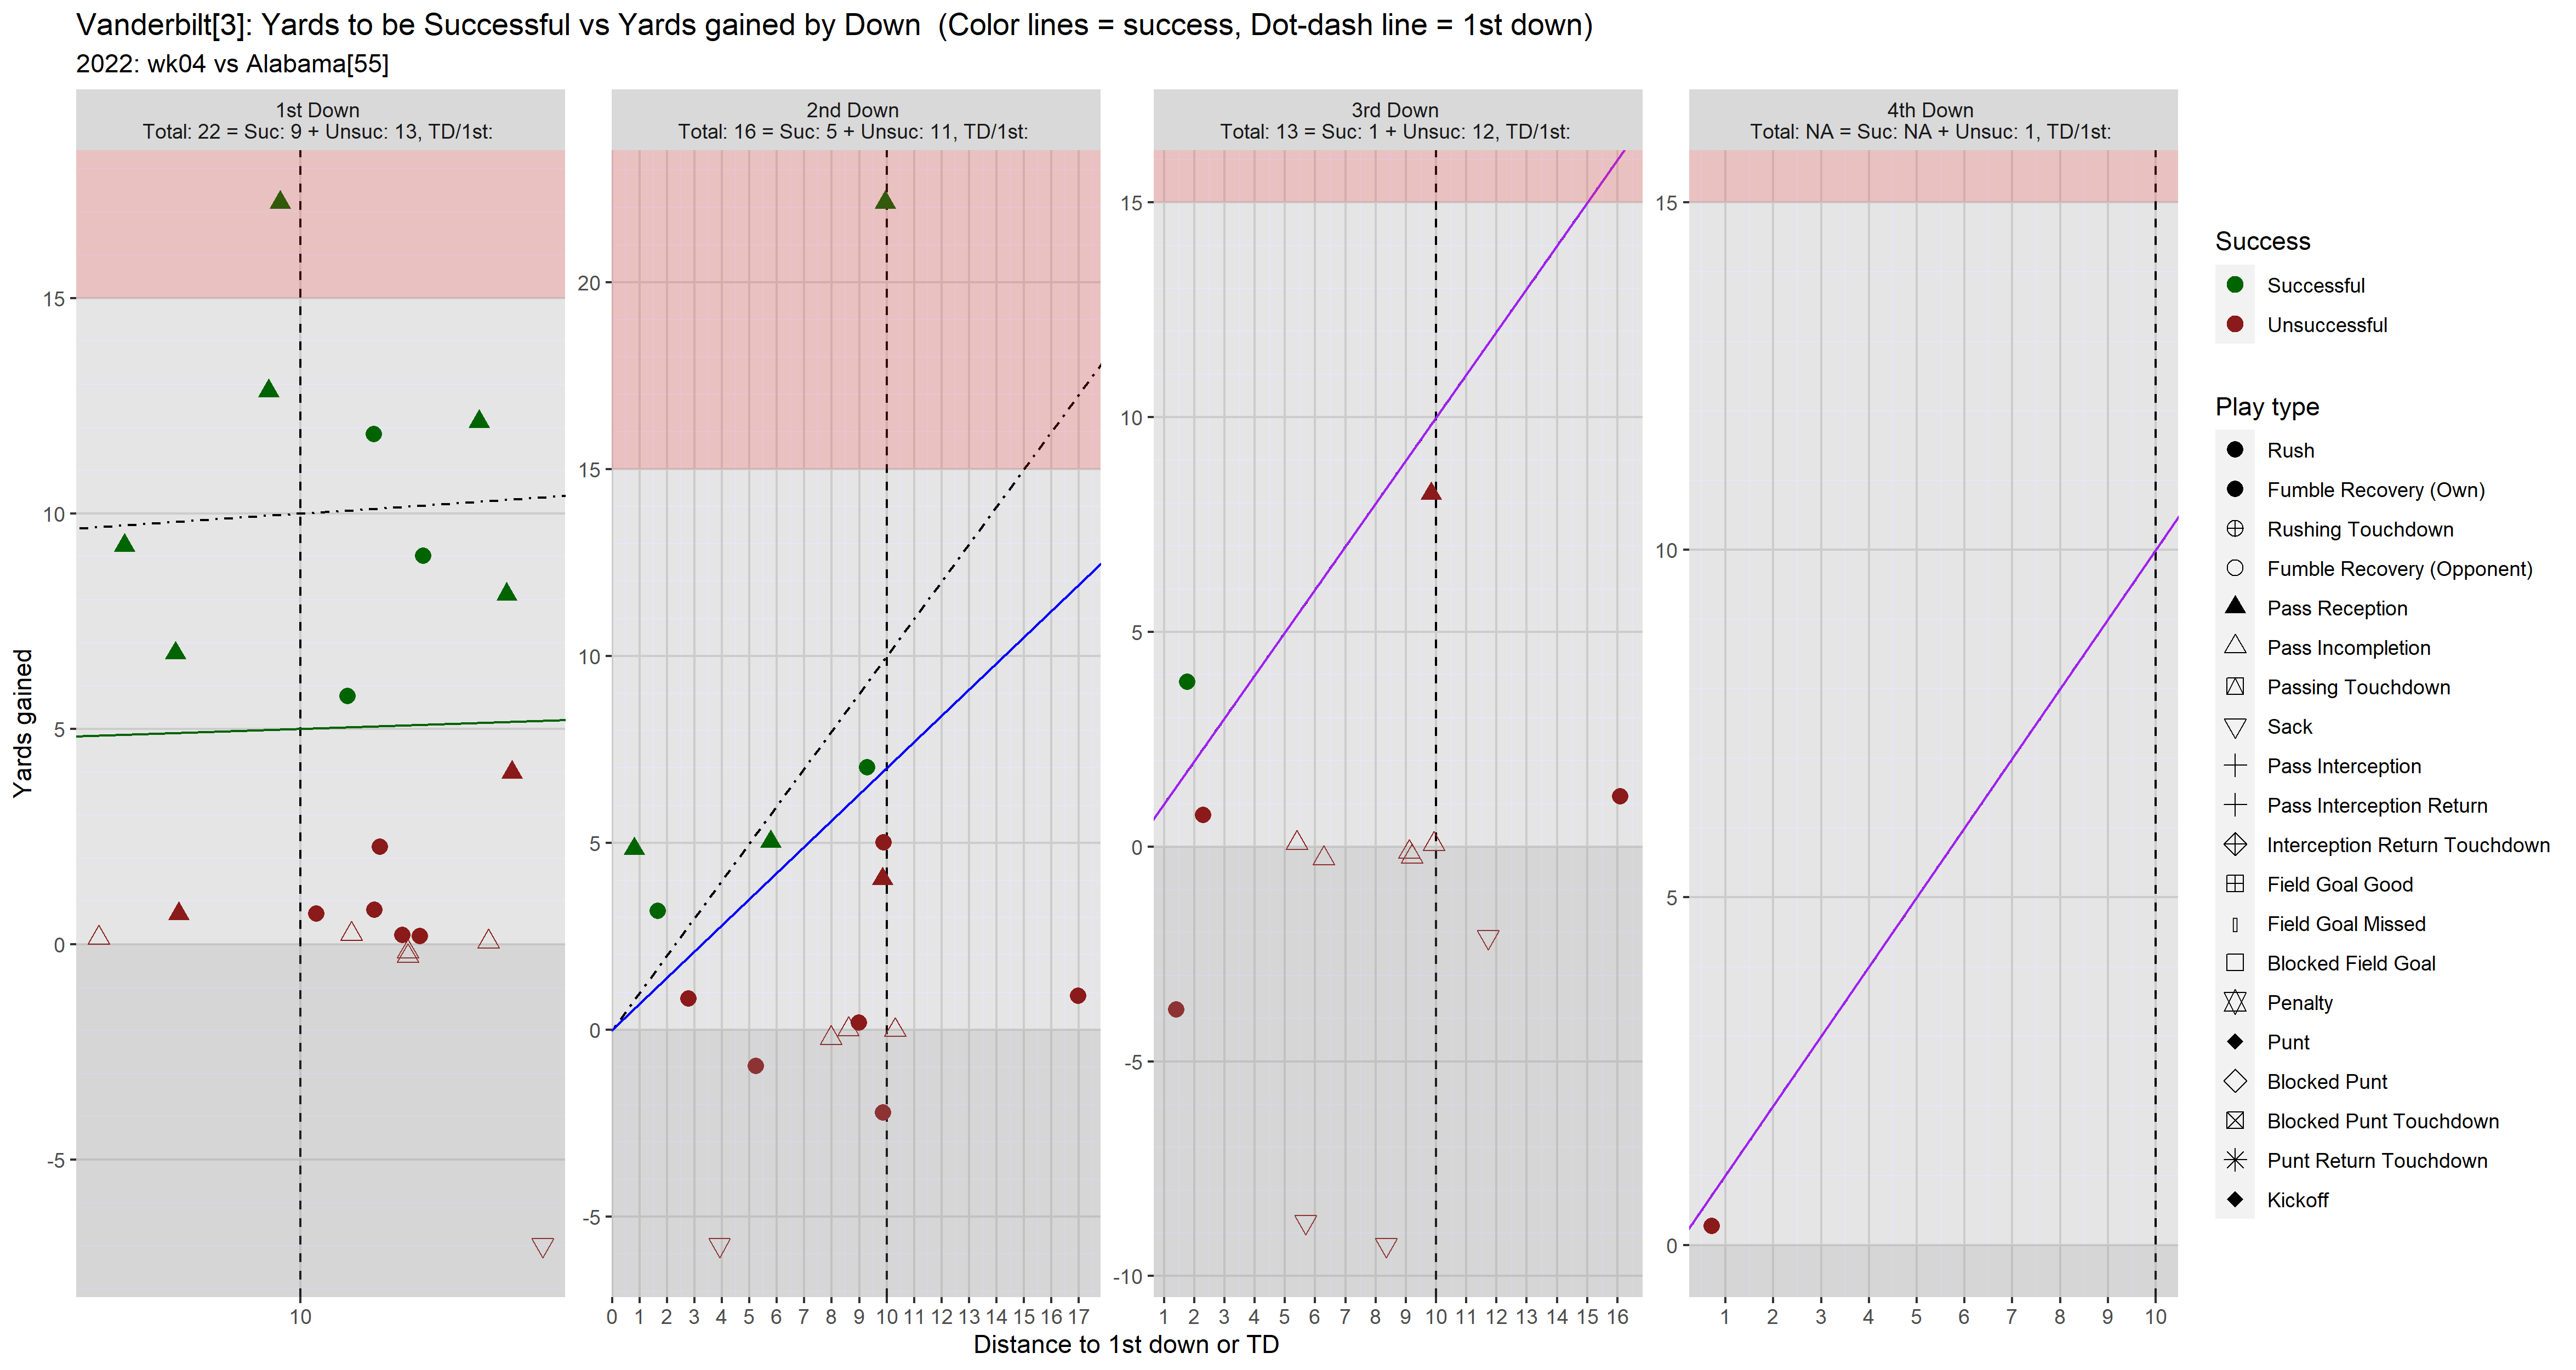 Vanderbilt[3]: Yards to be Successful vs Yards gained by Down  (Color lines = success, Dot-dash line = 1st down)
2022: wk04 vs Alabama[55]
1st Down
Total: 22 = Suc: 9 + Unsuc: 13, TD/1st:
2nd Down
Total: 16 = Suc: 5 + Unsuc: 11, TD/1st:
3rd Down
Total: 13 = Suc: 1 + Unsuc: 12, TD/1st:
4th Down
Total: NA = Suc: NA + Unsuc: 1, TD/1st:
Yards gained
15
10
5
0
-5
10
20
15
10
5
0
-5
0 1 2 3 4 5 6 7 8 9 10 11 12 13 14 15 16 17
15
10
5
0
-5
-10
1 2 3 4 5 6 7 8 9 10 11 12 13 14 15 16
15
10
5
0
1 2 3 4 5 6 7 8 9 10
Distance to 1st down or TD
Success
Successful
Unsuccessful
Play type
Rush
Fumble Recovery (Own)
Rushing Touchdown
Fumble Recovery (Opponent)
Pass Reception
Pass Incompletion
Passing Touchdown
Sack
Pass Interception
Pass Interception Return
Interception Return Touchdown
Field Goal Good
Field Goal Missed
Blocked Field Goal
Penalty
Punt
Blocked Punt
Blocked Punt Touchdown
Punt Return Touchdown
Kickoff